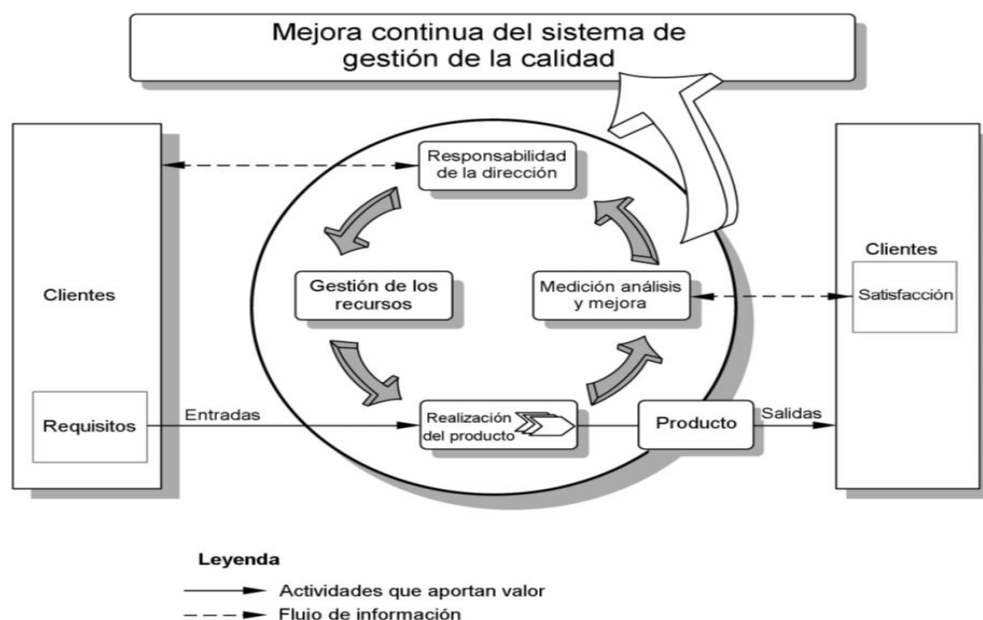 Mejora continua del sistema de
gestión de la calidad
Responsabilidad
de la dirección
Clientes
Gestión de los
recursos
Medición análisis
y mejora
Clientes
Satisfacción
Requisitos
Entradas
Realización
del producto
Producto
Salidas
Leyenda
Actividades que aportan valor
Flujo de información